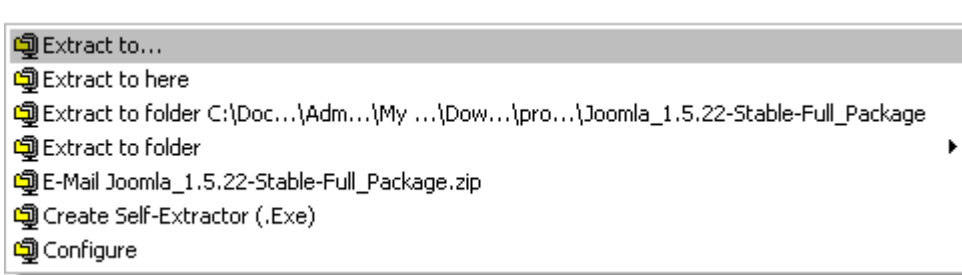 Extract to...
Extract to here
Extract to folder C:\Doc...\Adm...\My ...\Dow...\pro...\Joomla_1.5.22-Stable-Full_Package
Extract to folder
E-Mail Joomla_1.5.22-Stable-Full_Package.zip
Create Self-Extractor (.Exe)
Configure